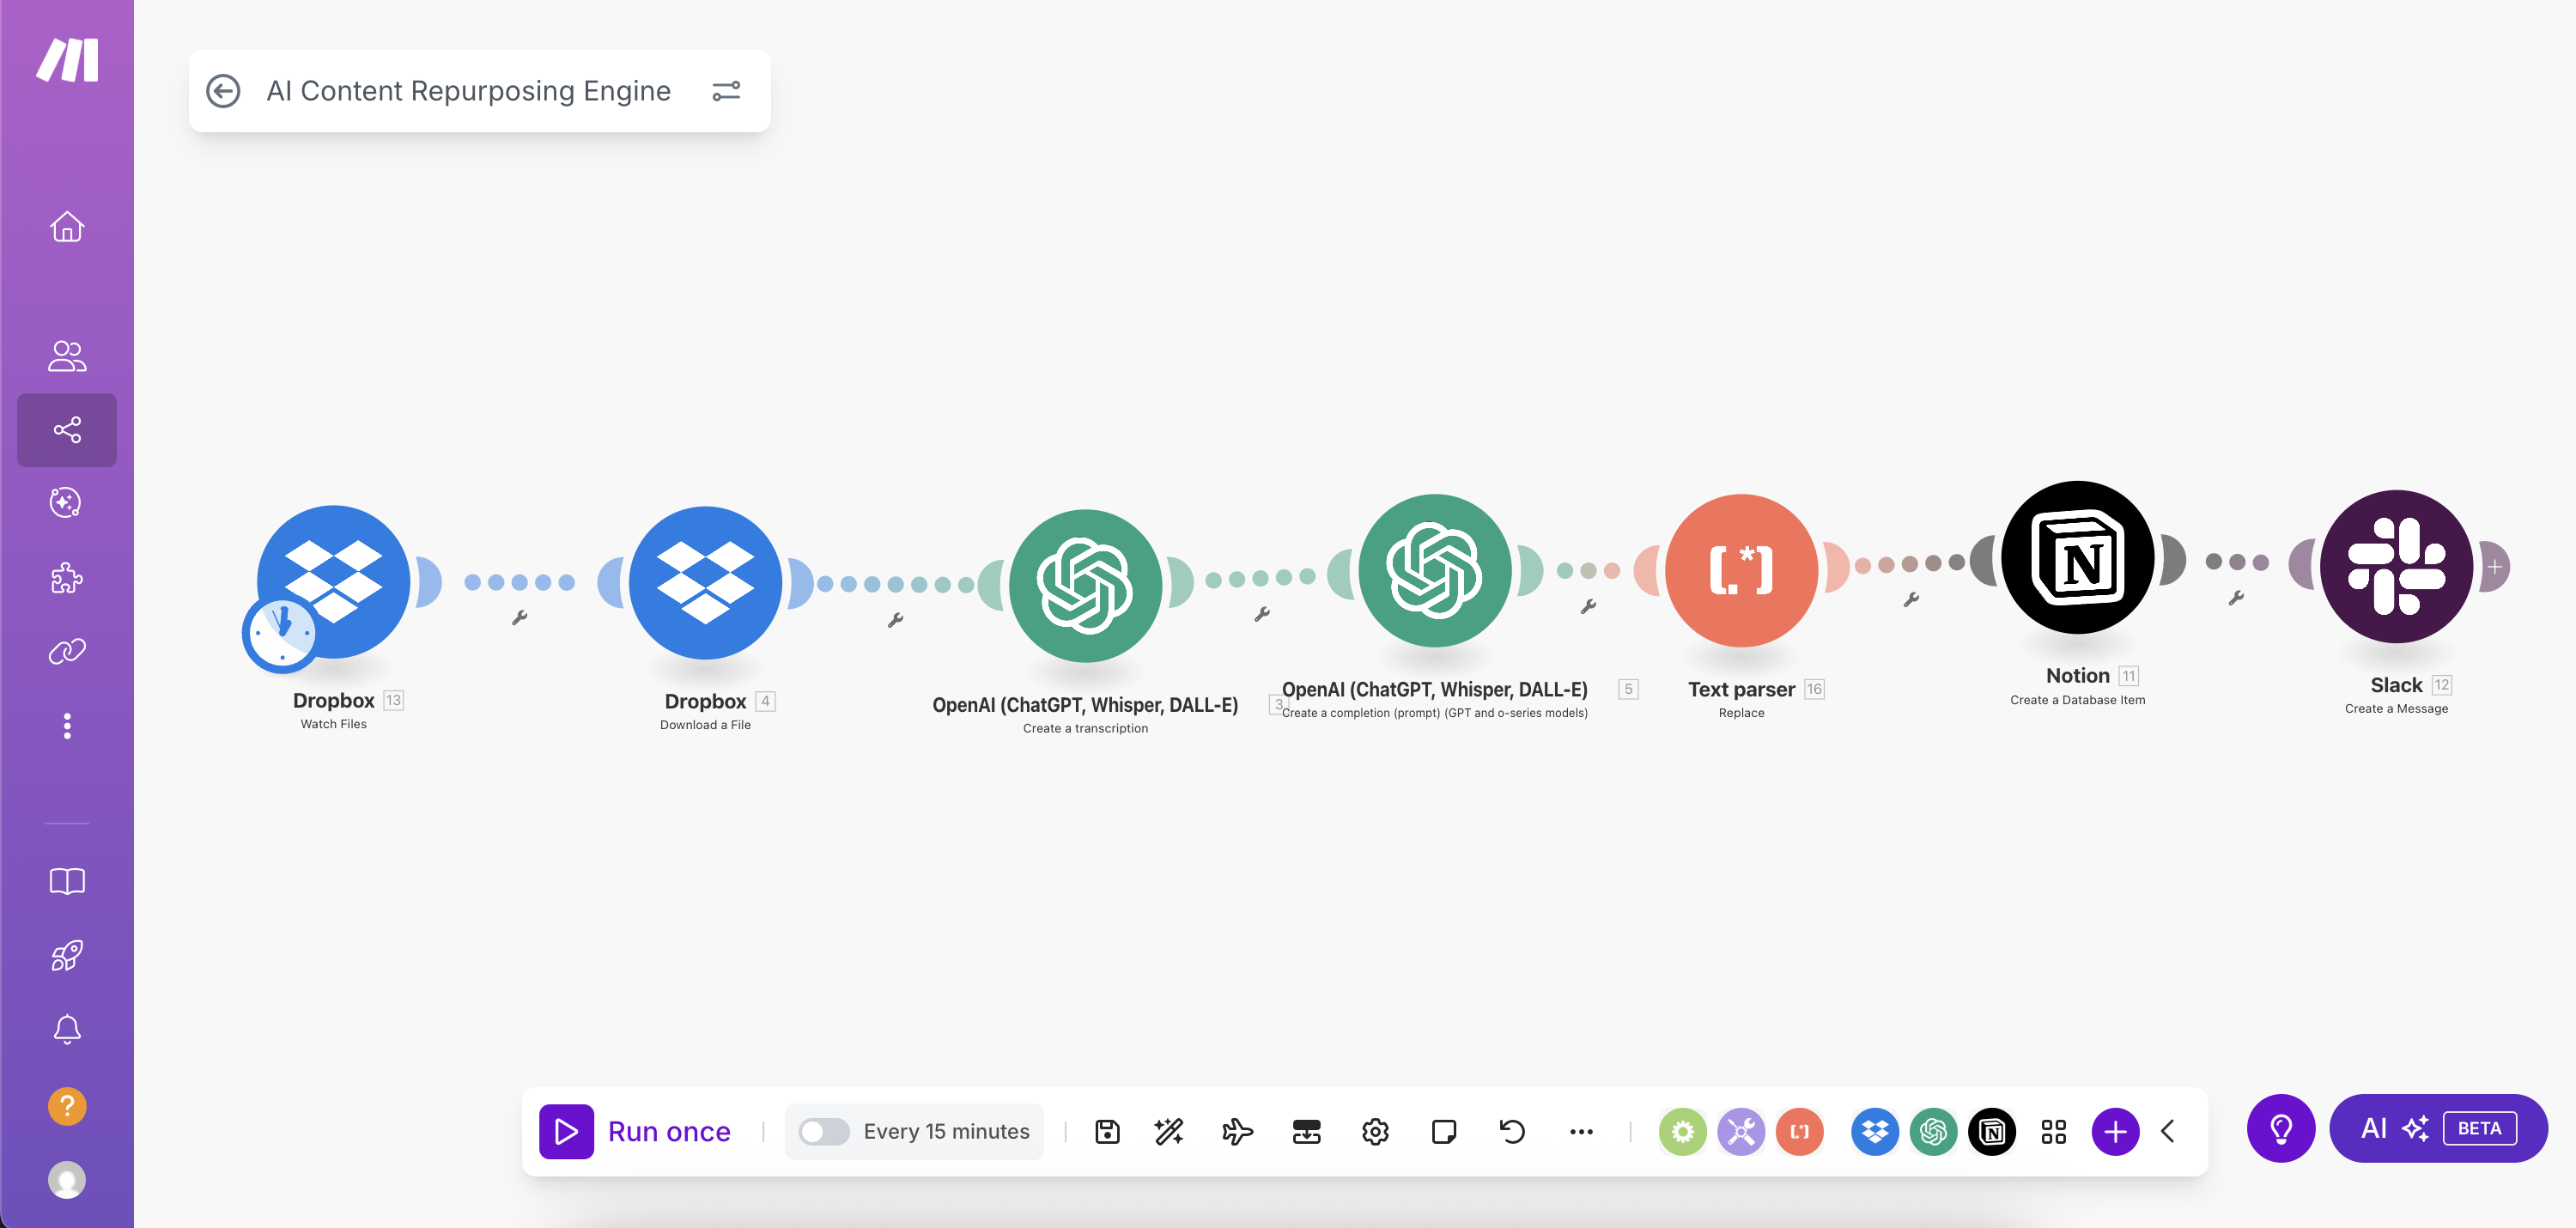 AI Content Repurposing Engine
Dropbox 13
Watch Files
Dropbox 4
Download a File
OpenAI (ChatGPT, Whisper, DALL-E) 3
Create a transcription
OpenAI (ChatGPT, Whisper, DALL-E) 5
Create a completion (prompt) (GPT and o-series models)
Text parser 16
Replace
Notion 11
Create a Database Item
Slack 12
Create a Message
Run once
Every 15 minutes
AI BETA